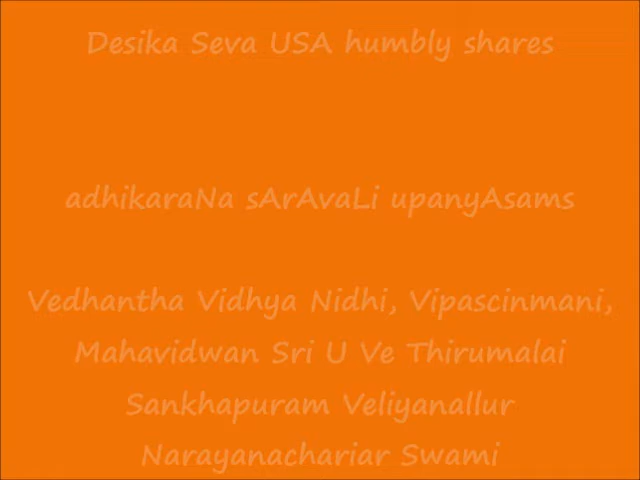 Desika Seva USA humbly shares
adhikaraNa sArAvaLi upanyAsams
Vedhantha Vidhya Nidhi, Vipascinmani,
Mahavidwan Sri U Ve Thirumalai
Sankhapuram Veliyanallur
Narayanachariar Swami